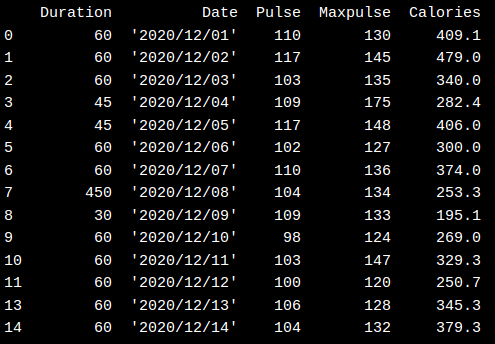 Duration Date Pulse Maxpulse Calories
0 60 '2020/12/01' 110 130 409.1
1 60 '2020/12/02' 117 145 479.0
2 60 '2020/12/03' 103 135 340.0
3 45 '2020/12/04' 109 175 282.4
4 45 '2020/12/05' 117 148 406.0
5 60 '2020/12/06' 102 127 300.0
6 60 '2020/12/07' 110 136 374.0
7 450 '2020/12/08' 104 134 253.3
8 30 '2020/12/09' 109 133 195.1
9 60 '2020/12/10' 98 124 269.0
10 60 '2020/12/11' 103 147 329.3
11 60 '2020/12/12' 100 120 250.7
13 60 '2020/12/13' 106 128 345.3
14 60 '2020/12/14' 104 132 379.3